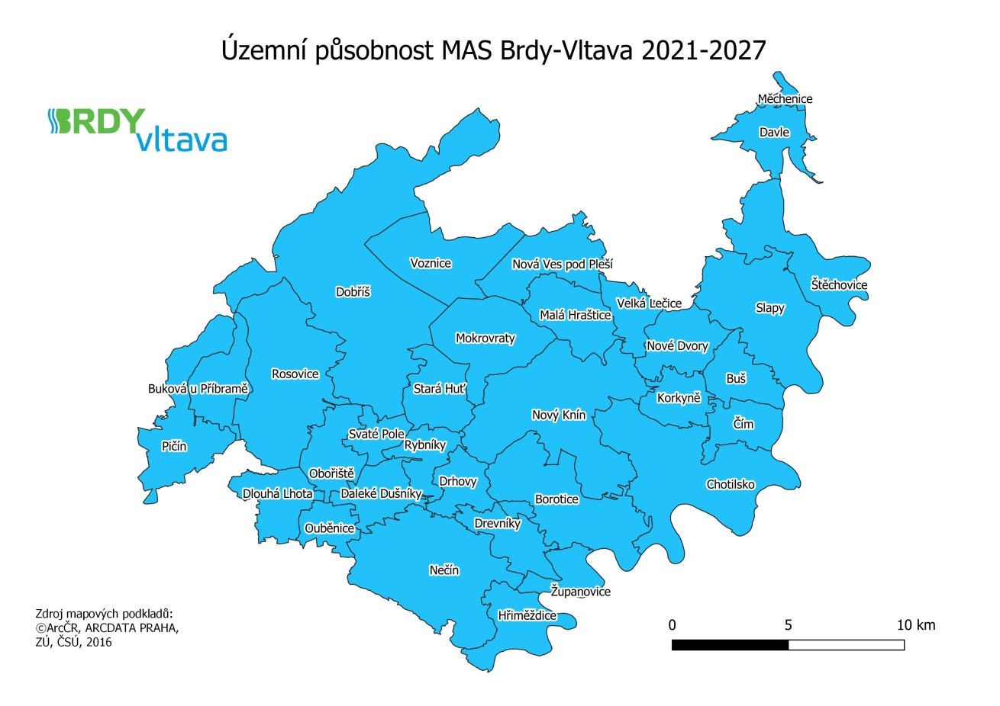 Územní působnost MAS Brdy-Vltava 2021-2027
BRDY
vltava
Měchenice
Davle
Voznice
Nová Ves pod Pleší
Dobříš
Štěchovice
Velká Lečice
Slapy
Malá Hraštice
Mokrovraty
Nové Dvory
Rosovice
Buš
Buková u Příbramě
Stará Huť
Korkyně
Nový Knín
Čím
Svaté Pole
Rybníky
Pičín
Obořiště
Drhovy
Chotilsko
Dlouhá Lhota
Daleké Dušníky
Borotice
Drevníky
Ouběnice
Nečín
Županovice
Hřiměždice
Zdroj mapových podkladů:
©ArcČR, ARCDATA PRAHA,
ZÚ, ČSÚ, 2016
0 5 10 km